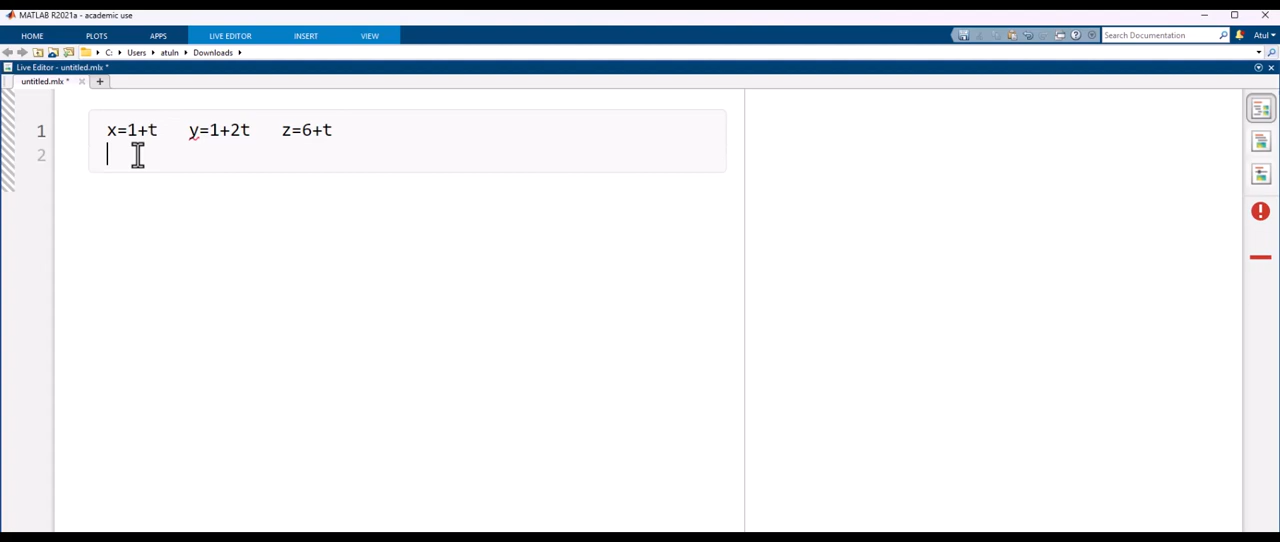 MATLAB R2021a - academic use
HOME PLOTS APPS LIVE EDITOR INSERT VIEW Search Documentation Atul
C: Users atuln Downloads
Live Editor - untitled.mlx *
untitled.mlx *
1 x=1+t y=1+2t z=6+t
2